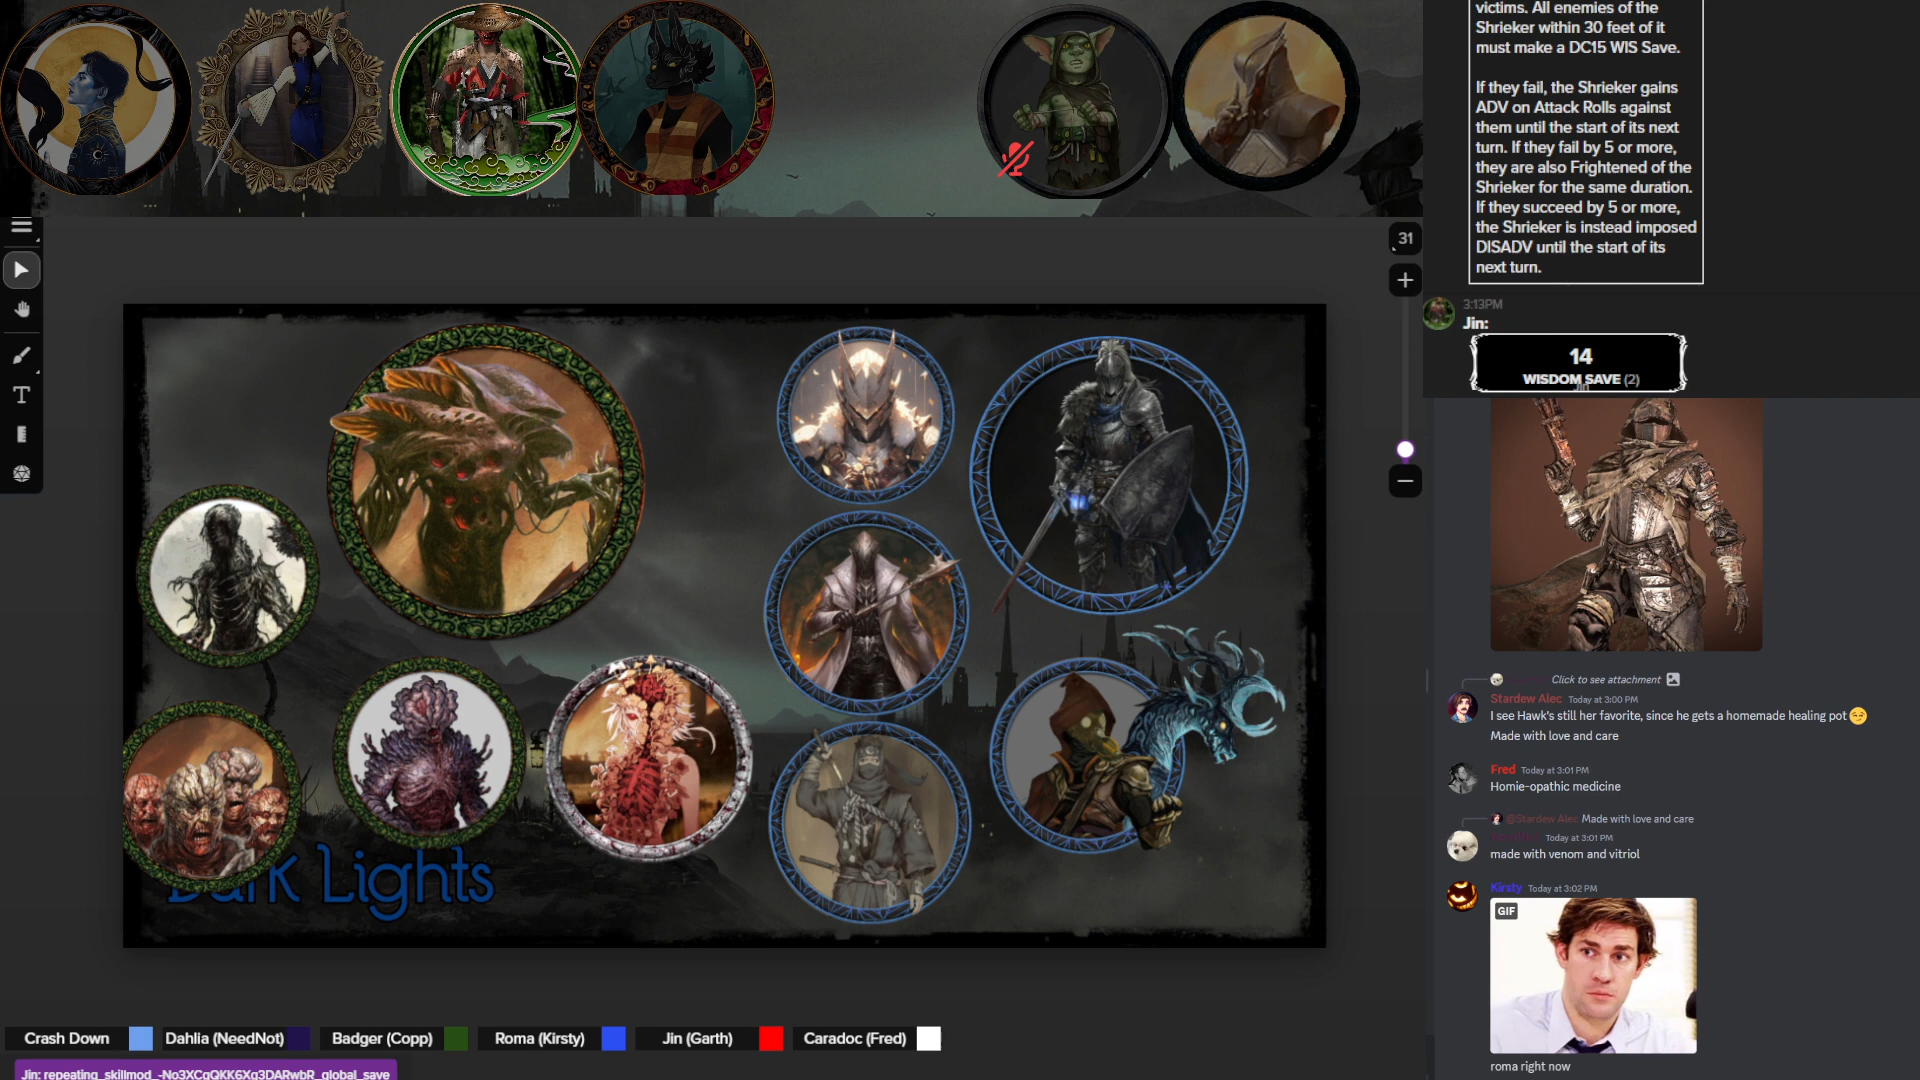 victims. All enemies of the
Shrieker within 30 feet of it
must make a DC15 WIS Save.
If they fail, the Shrieker gains
ADV on Attack Rolls against
them until the start of its next
turn. If they fail by 5 or more,
they are also Frightened of the
Shrieker for the same duration.
If they succeed by 5 or more,
the Shrieker is instead imposed
DISADV until the start of its
next turn.
31
3:13PM
Jin:
14
WISDOM SAVE (2)
Jin
Click to see attachment
Stardew Alec Today at 3:00 PM
I see Hawk's still her favorite, since he gets a homemade healing pot
Made with love and care
Fred Today at 3:01 PM
Homie-opathic medicine
@Stardew Alec Made with love and care
Today at 3:01 PM
made with venom and vitriol
Kirsty Today at 3:02 PM
GIF
roma right now
Dark Lights
Crash Down
Dahlia (NeedNot)
Badger (Copp)
Roma (Kirsty)
Jin (Garth)
Caradoc (Fred)